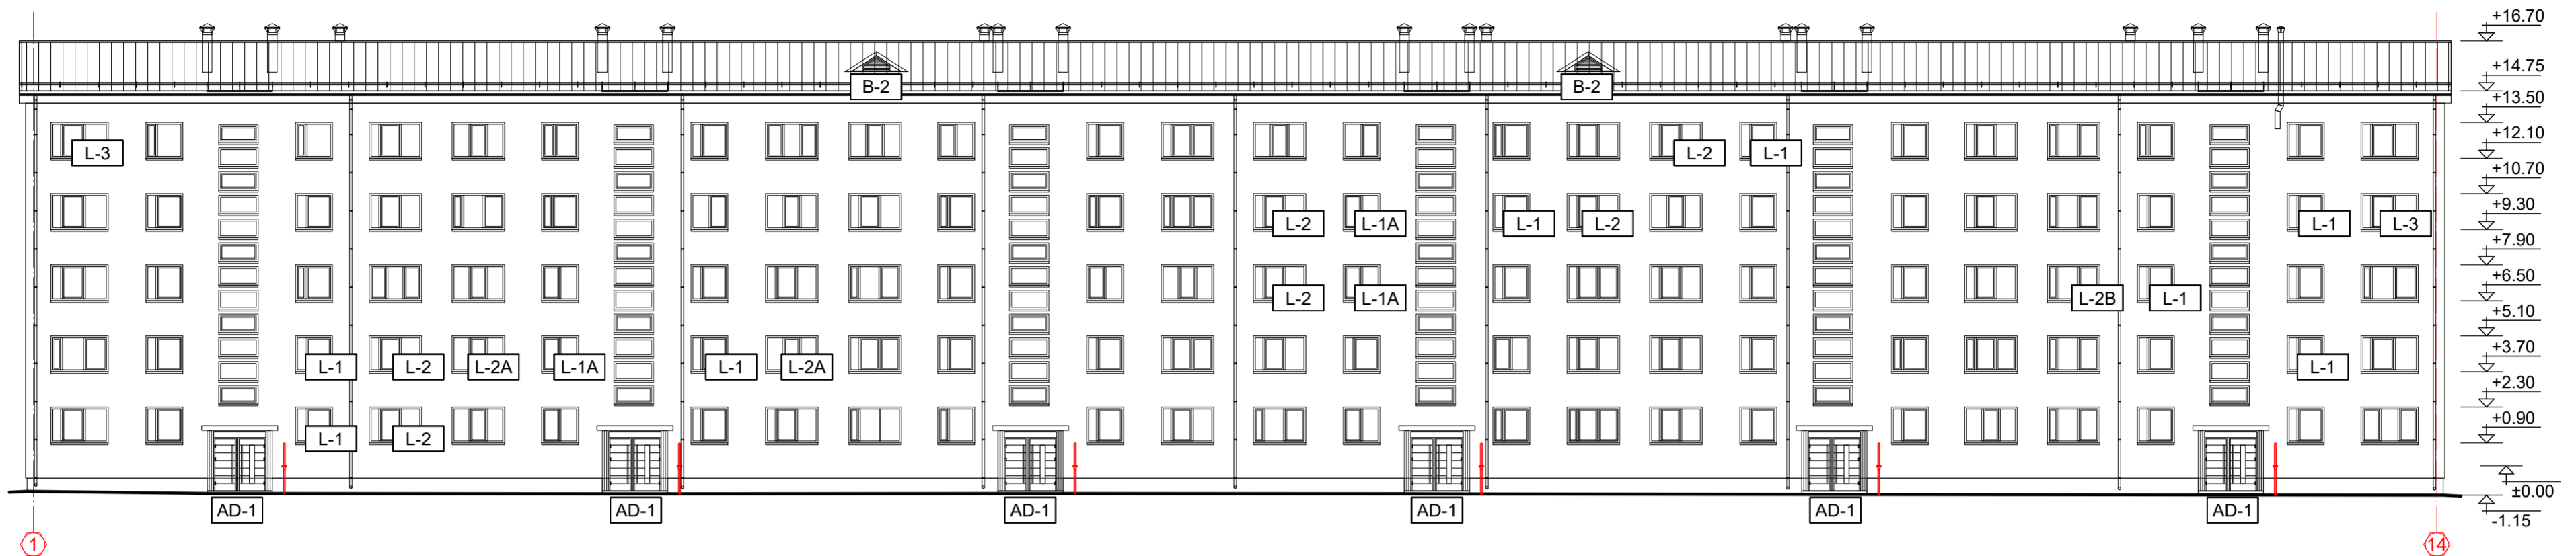 +16.70
+14.75
B-2 B-2
+13.50
+12.10
L-3 L-2 L-1
+10.70
+9.30
L-2 L-1A L-1 L-2 L-1 L-3
+7.90
+6.50
L-2 L-1A L-2B L-1
+5.10
+3.70
L-1 L-2 L-2A L-1A L-1 L-2A L-1
+2.30
+0.90
L-1 L-2
±0.00
AD-1 AD-1 AD-1 AD-1 AD-1 AD-1
-1.15
1 14